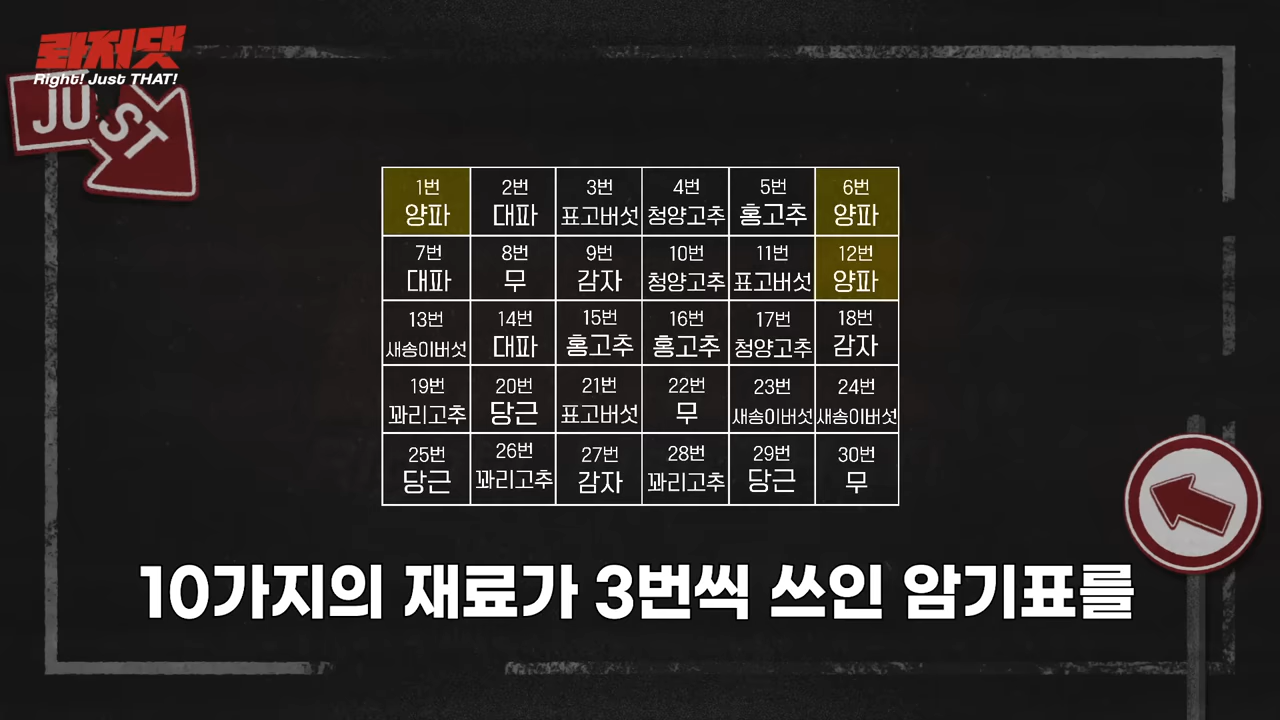 롸저댓
Right! Just THAT!
JUST
1번 2번 3번 4번 5번 6번
양파 대파 표고버섯 청양고추 홍고추 양파
7번 8번 9번 10번 11번 12번
대파 무 감자 청양고추 표고버섯 양파
13번 14번 15번 16번 17번 18번
새송이버섯 대파 홍고추 홍고추 청양고추 감자
19번 20번 21번 22번 23번 24번
꽈리고추 당근 표고버섯 무 새송이버섯 새송이버섯
25번 26번 27번 28번 29번 30번
당근 꽈리고추 감자 꽈리고추 당근 무
10가지의 재료가 3번씩 쓰인 암기표를